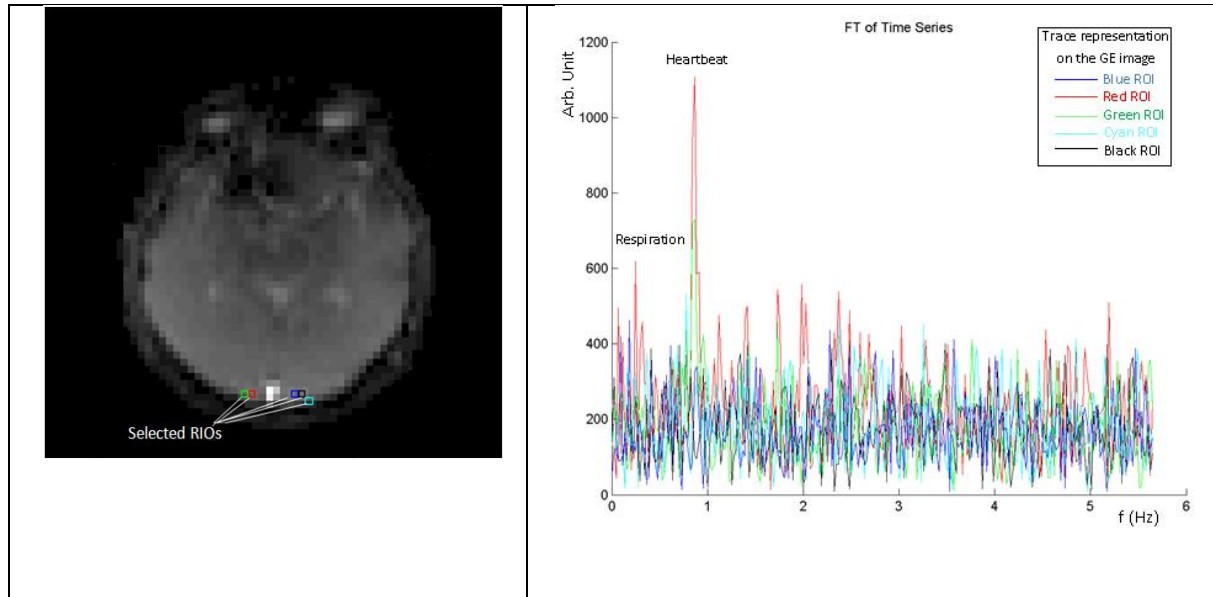 Selected RIOs
FT of Time Series
Arb. Unit
1200
1000
800
600
400
200
0
Heartbeat
Respiration
Trace representation
on the GE image
Blue ROI
Red ROI
Green ROI
Cyan ROI
Black ROI
0 1 2 3 4 5 6
f (Hz)